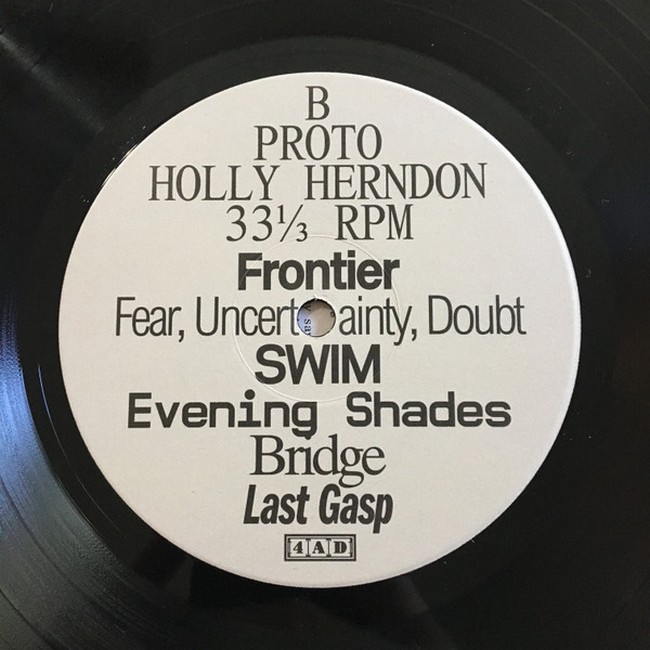 B
PROTO
HOLLY HERNDON
33⅓ RPM
Frontier
Fear, Uncertainty, Doubt
SWIM
Evening Shades
Bridge
Last Gasp
4AD